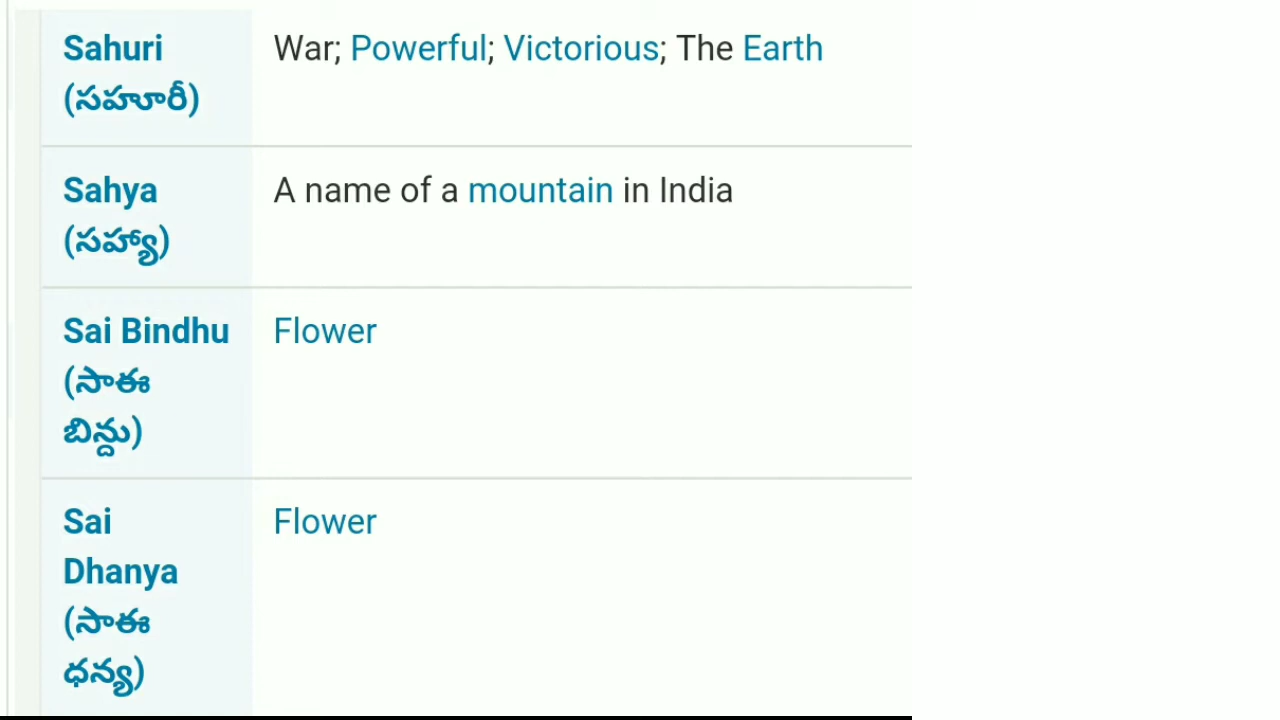 Sahuri War; Powerful; Victorious; The Earth
(సహూరీ)
Sahya A name of a mountain in India
(సహ్యా)
Sai Bindhu Flower
(సాఈ
బిన్దు)
Sai Flower
Dhanya
(సాఈ
ధన్య)